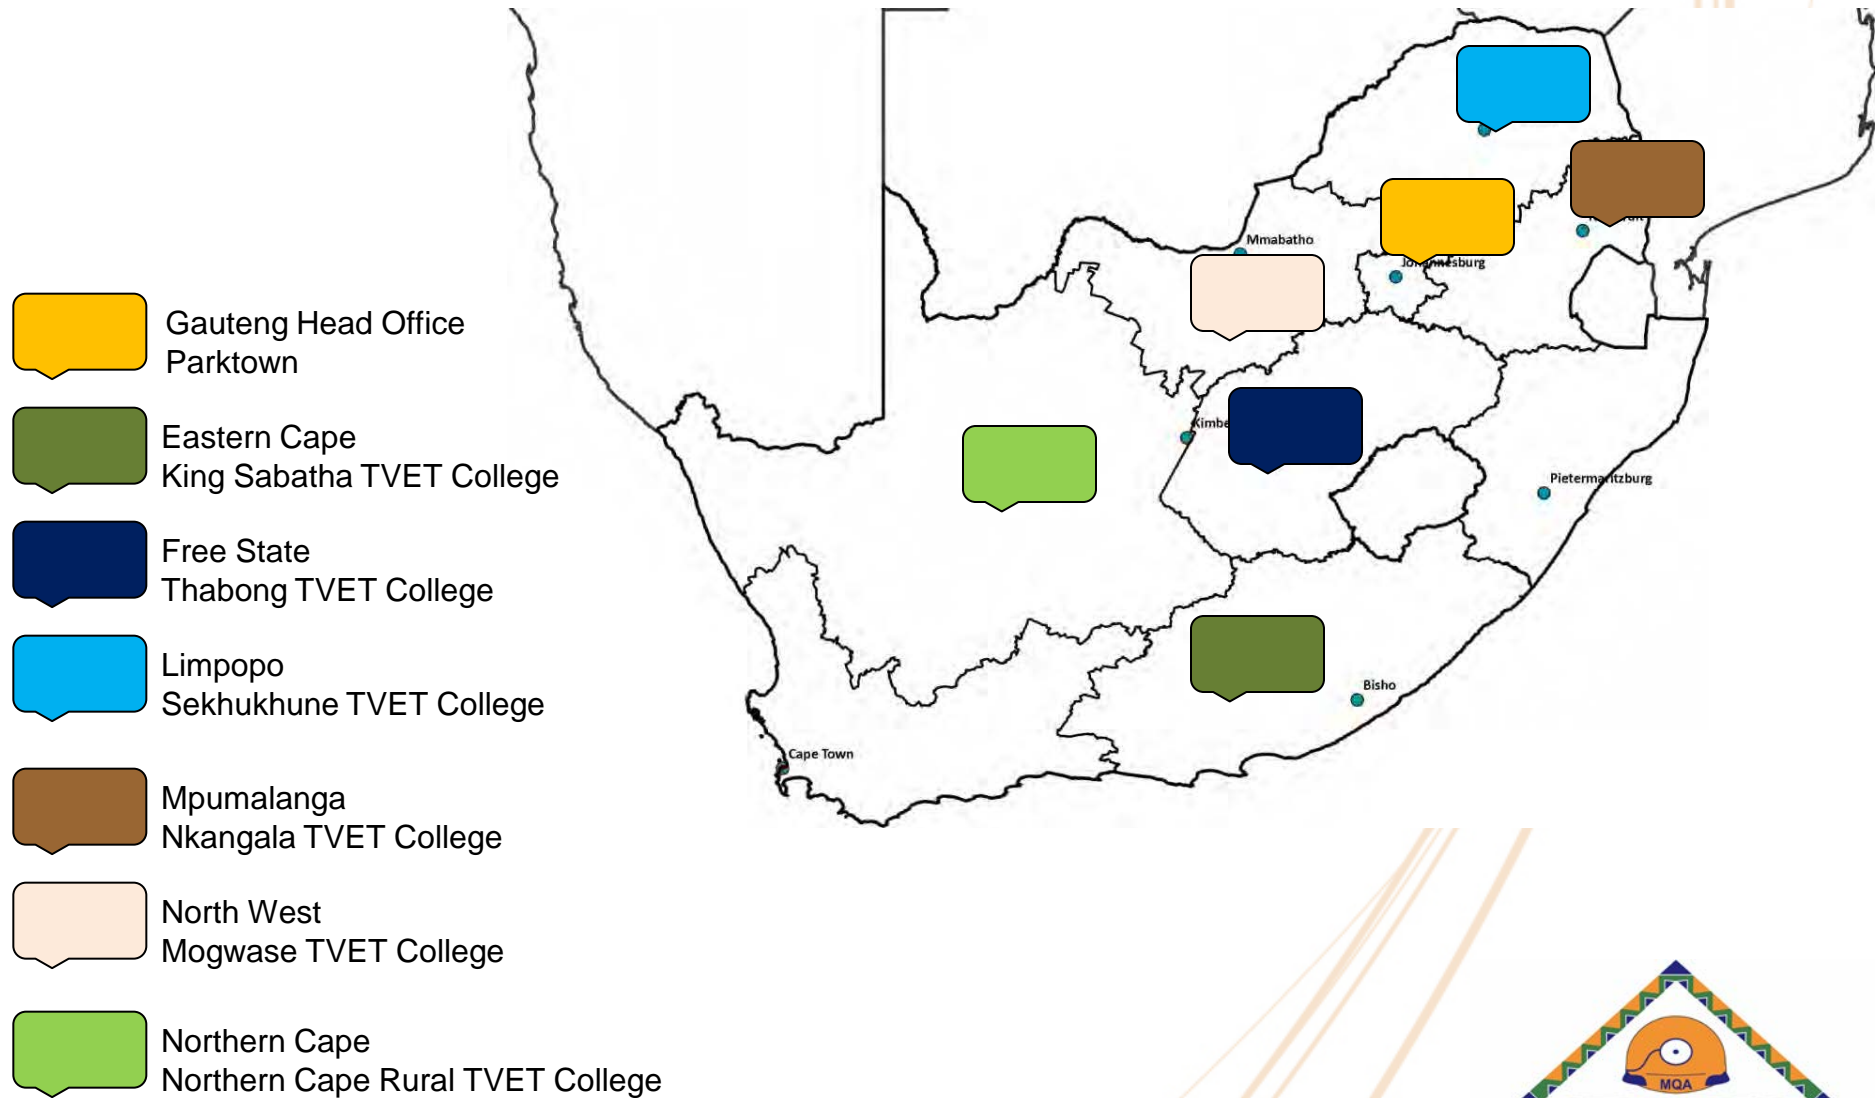 Gauteng Head Office
Parktown
Eastern Cape
King Sabatha TVET College
Free State
Thabong TVET College
Limpopo
Sekhukhune TVET College
Mpumalanga
Nkangala TVET College
North West
Mogwase TVET College
Northern Cape
Northern Cape Rural TVET College
Mmabatho
Johannesburg
Pietermaritzburg
Bisho
Cape Town
MQA